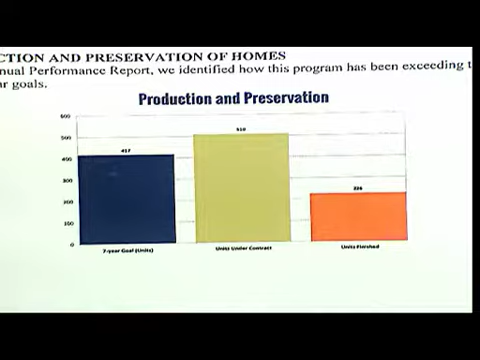 CTION AND PRESERVATION OF HOMES
nual Performance Report, we identified how this program has been exceeding t
ar goals.
Production and Preservation
600
500
400
300
200
100
0
417
510
7-year Goal (Units)
Units Under Contract
Units Finished